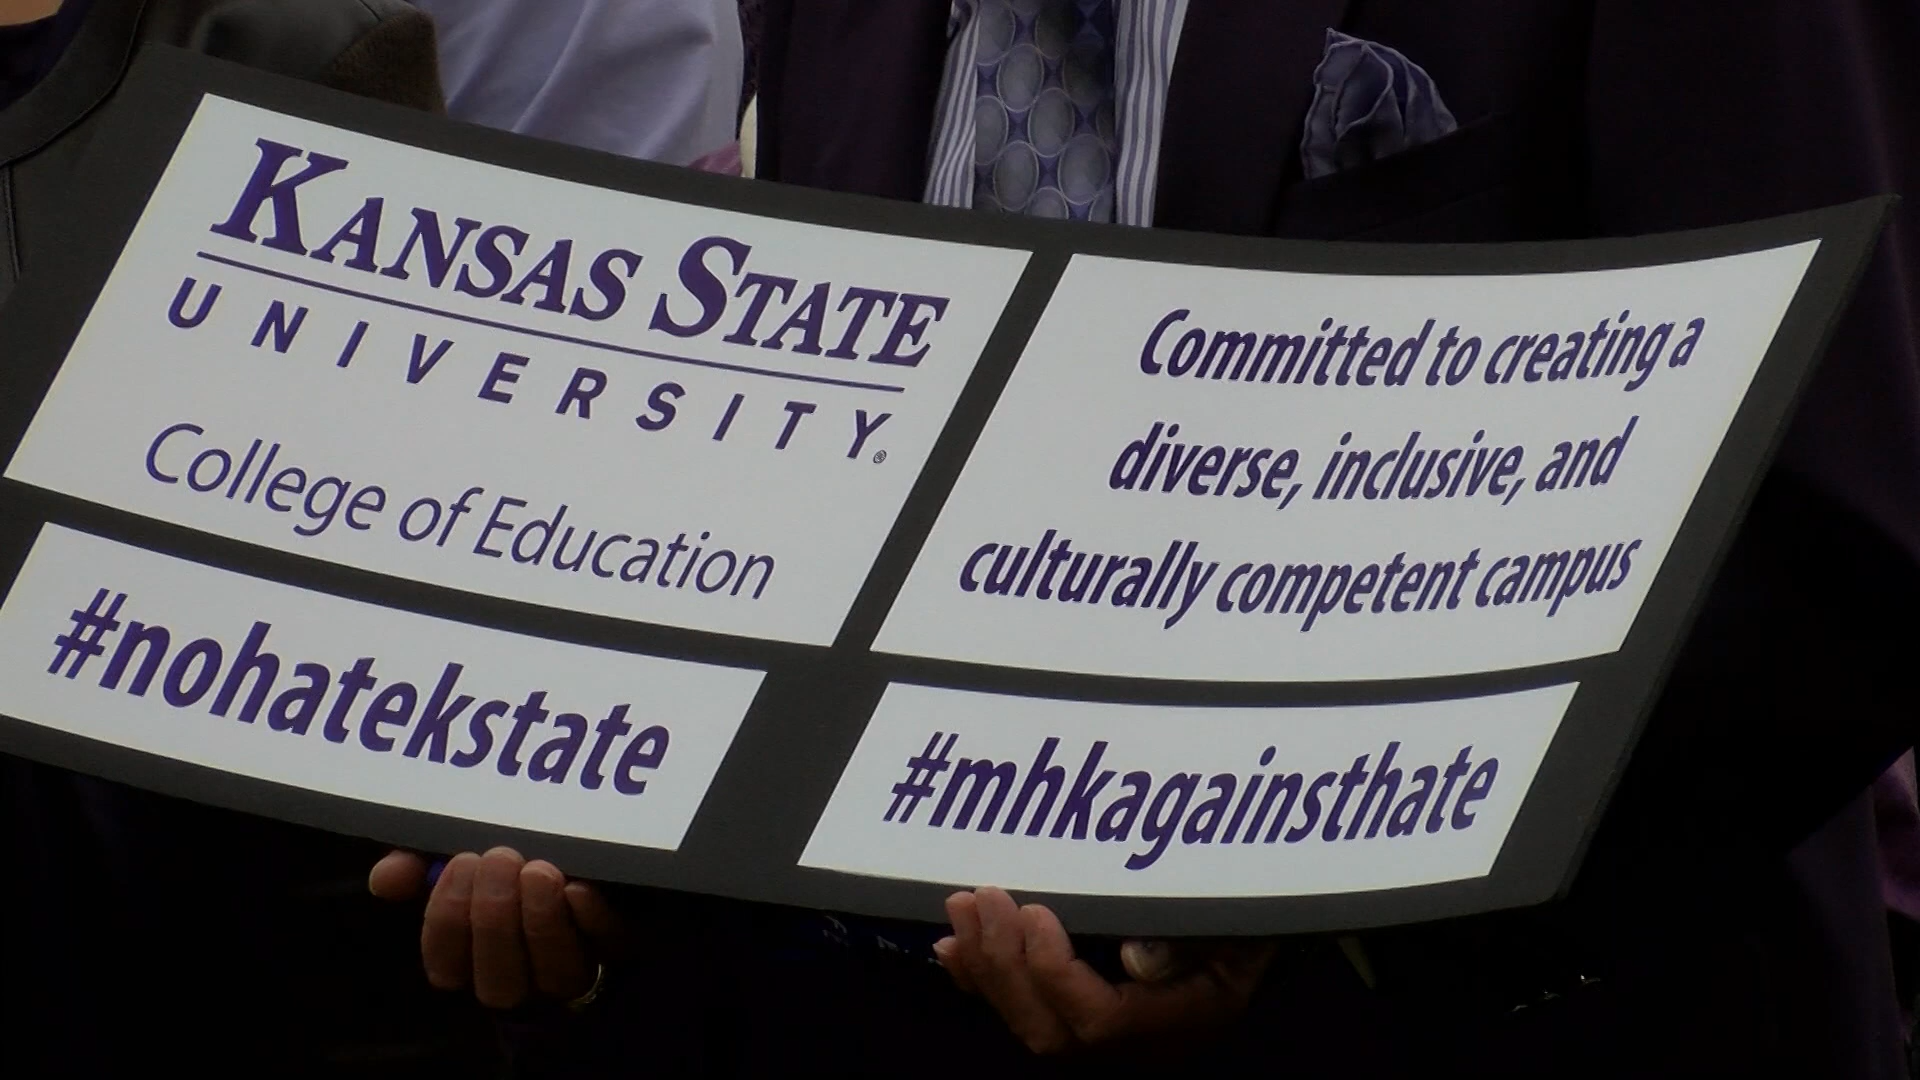 KANSAS STATE
UNIVERSITY®
College of Education
Committed to creating a
diverse, inclusive, and
culturally competent campus
#nohatekstate
#mhkagainsthate